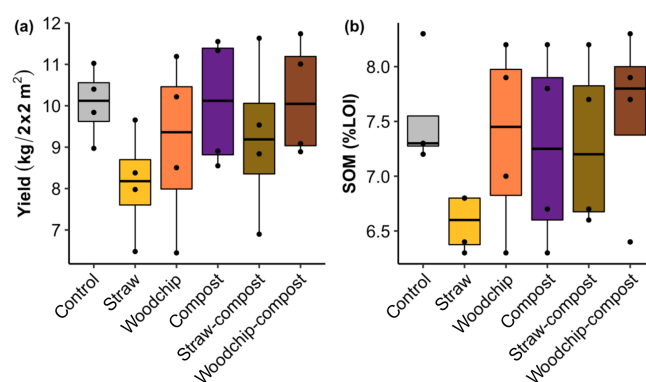 (a)
Yield (kg/2x2 m²)
12
11
10
9
8
7
Control
Straw
Woodchip
Compost
Straw-compost
Woodchip-compost
(b)
SOM (%LOI)
8.0
7.5
7.0
6.5
Control
Straw
Woodchip
Compost
Straw-compost
Woodchip-compost